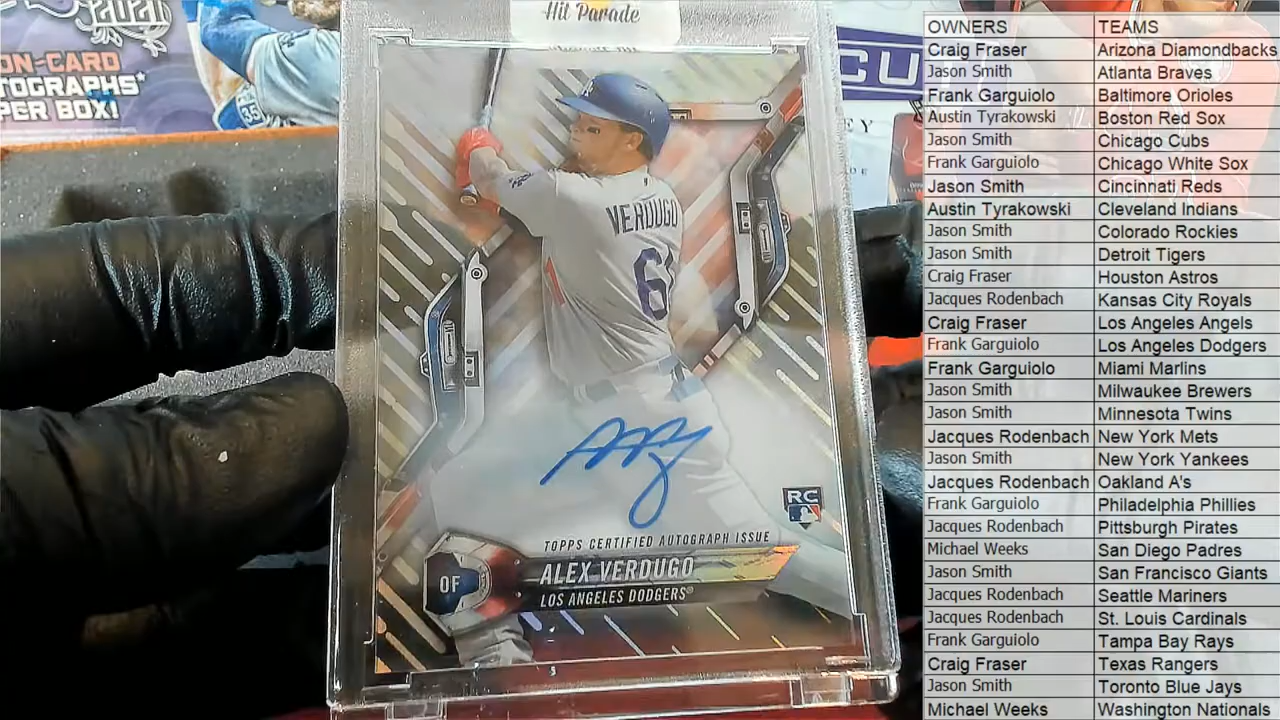 2021
ON-CARD
TOGRAPHS*
PER BOX!
Hit Parade
CU
LA
VERDUGO
6
RC
TOPPS CERTIFIED AUTOGRAPH ISSUE
OF
ALEX VERDUGO
LOS ANGELES DODGERS®
OWNERS TEAMS
Craig Fraser Arizona Diamondbacks
Jason Smith Atlanta Braves
Frank Garguiolo Baltimore Orioles
Austin Tyrakowski Boston Red Sox
Jason Smith Chicago Cubs
Frank Garguiolo Chicago White Sox
Jason Smith Cincinnati Reds
Austin Tyrakowski Cleveland Indians
Jason Smith Colorado Rockies
Jason Smith Detroit Tigers
Craig Fraser Houston Astros
Jacques Rodenbach Kansas City Royals
Craig Fraser Los Angeles Angels
Frank Garguiolo Los Angeles Dodgers
Frank Garguiolo Miami Marlins
Jason Smith Milwaukee Brewers
Jason Smith Minnesota Twins
Jacques Rodenbach New York Mets
Jason Smith New York Yankees
Jacques Rodenbach Oakland A's
Frank Garguiolo Philadelphia Phillies
Jacques Rodenbach Pittsburgh Pirates
Michael Weeks San Diego Padres
Jason Smith San Francisco Giants
Jacques Rodenbach Seattle Mariners
Jacques Rodenbach St. Louis Cardinals
Frank Garguiolo Tampa Bay Rays
Craig Fraser Texas Rangers
Jason Smith Toronto Blue Jays
Michael Weeks Washington Nationals